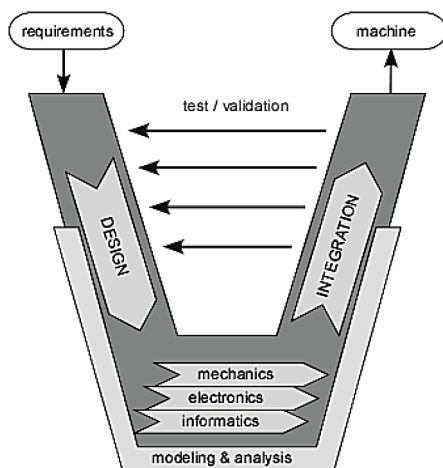 requirements
machine
test / validation
DESIGN
INTEGRATION
mechanics
electronics
informatics
modeling & analysis